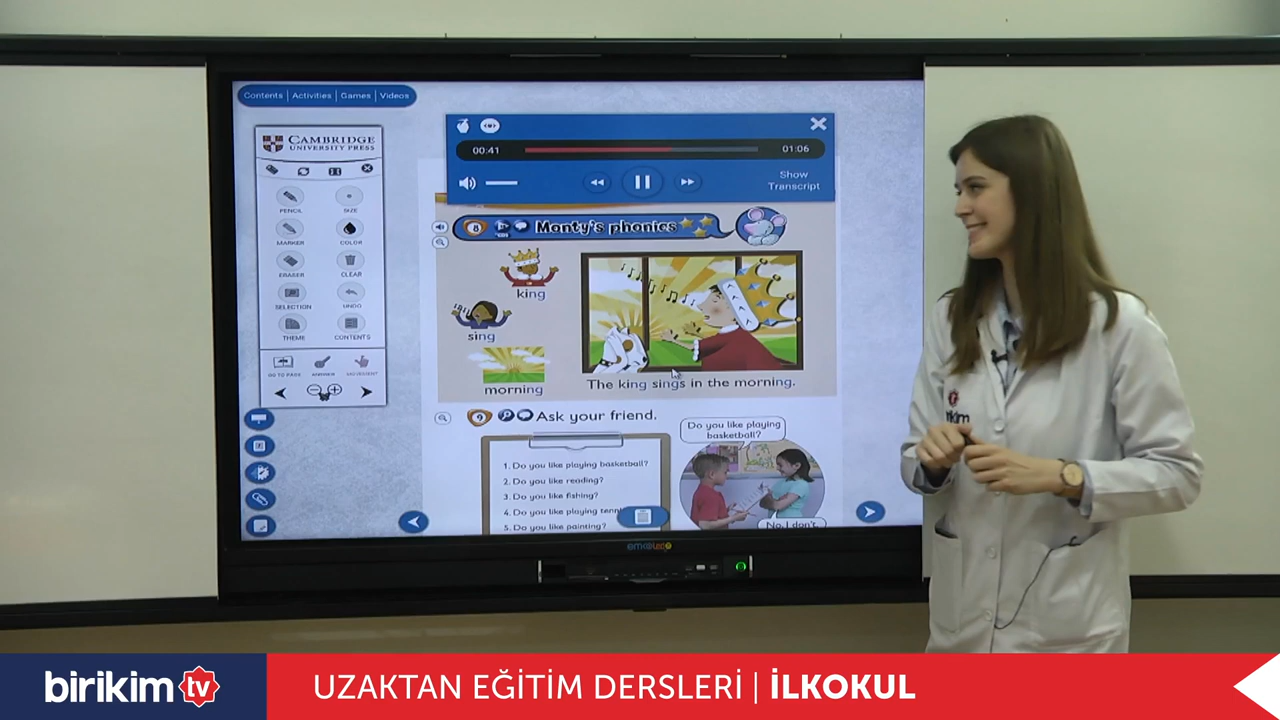 Contents | Activities | Games | Videos
CAMBRIDGE
UNIVERSITY PRESS
PENCIL
SIZE
MARKER
COLOR
ERASER
CLEAR
SELECTION
UNDO
THEME
CONTENTS
GO TO PAGE
ANSWER
00:41
01:06
Show
Transcript
8
Monty's phonics
king
sing
morning
The king sings in the morning.
9
Ask your friend.
1. Do you like playing basketball?
2. Do you like reading?
3. Do you like fishing?
4. Do you like playing
5. Do you like painting?
Do you like playing
basketball?
No, I don't.
birikim
birikim tv
UZAKTAN EĞİTİM DERSLERİ | İLKOKUL